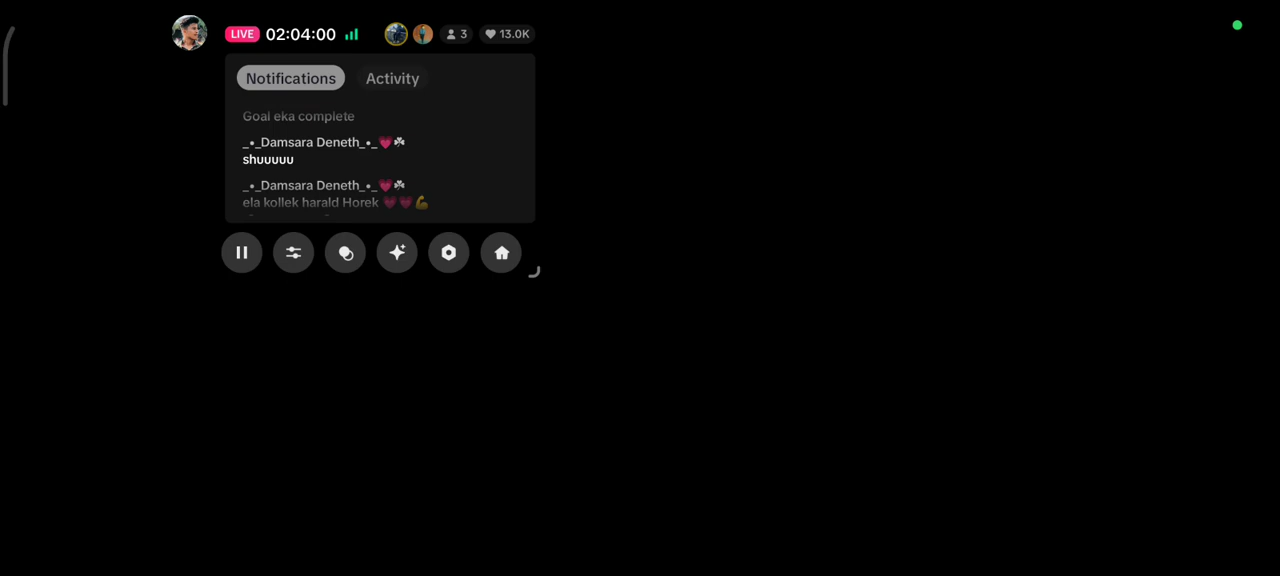 LIVE 02:04:00 3 13.0K
Notifications Activity
Goal eka complete
_•_Damsara Deneth_•_💗☘
shuuuuu
_•_Damsara Deneth_•_💗☘
ela kollek harald Horek 💗💗💪